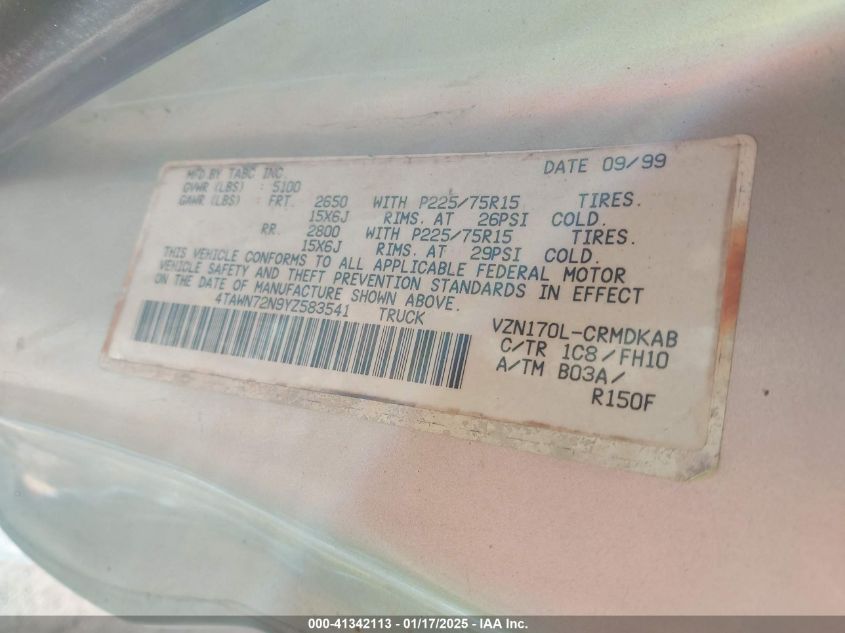 MFD BY TABC INC. DATE 09/99
GVWR (LBS) : 5100
GAWR (LBS) : FRT. 2650 WITH P225/75R15 TIRES.
15X6J RIMS. AT 26PSI COLD.
RR. 2800 WITH P225/75R15 TIRES.
15X6J RIMS. AT 29PSI COLD.
THIS VEHICLE CONFORMS TO ALL APPLICABLE FEDERAL MOTOR
VEHICLE SAFETY AND THEFT PREVENTION STANDARDS IN EFFECT
ON THE DATE OF MANUFACTURE SHOWN ABOVE.
4TAWN72N9YZ583541 TRUCK
VZN170L-CRMDKAB
C/TR 1C8/FH10
A/TM B03A/
R150F
000-41342113 - 01/17/2025 - IAA Inc.